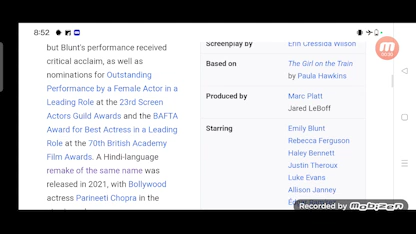 8:52
but Blunt's performance received
critical acclaim, as well as
nominations for Outstanding
Performance by a Female Actor in a
Leading Role at the 23rd Screen
Actors Guild Awards and the BAFTA
Award for Best Actress in a Leading
Role at the 70th British Academy
Film Awards. A Hindi-language
remake of the same name was
released in 2021, with Bollywood
actress Parineeti Chopra in the
Screenplay by Erin Cressida Wilson
Based on The Girl on the Train
by Paula Hawkins
Produced by Marc Platt
Jared LeBoff
Starring Emily Blunt
Rebecca Ferguson
Haley Bennett
Justin Theroux
Luke Evans
Allison Janney
Recorded by Mobizen